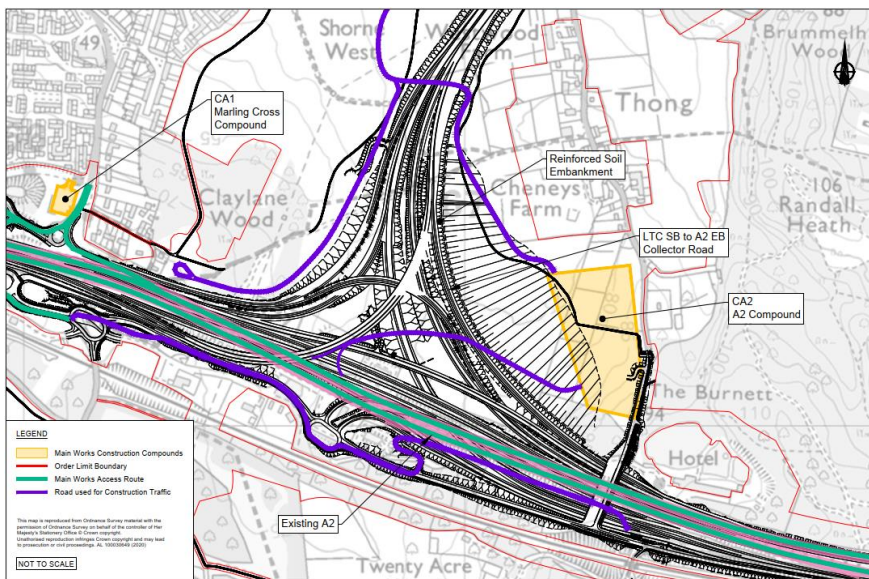 Shorne
West
Farm
49
Brummelh
Wood
CA1
Marling Cross
Compound
Thong
Reinforced Soil
Embankment
Claylane
Wood
Cheneys
Farm
106
Randall
Heath
LTC SB to A2 EB
Collector Road
CA2
A2 Compound
The Burnett
110
Hotel
LEGEND
Main Works Construction Compounds
Order Limit Boundary
Main Works Access Route
Road used for Construction Traffic
This map is reproduced from Ordnance Survey material with the
permission of Ordnance Survey on behalf of the controller of Her
Majesty's Stationery Office © Crown copyright.
Unauthorised reproduction infringes Crown copyright and may lead
to prosecution or civil proceedings. AL 100030649 (2020)
Existing A2
NOT TO SCALE
Twenty Acre